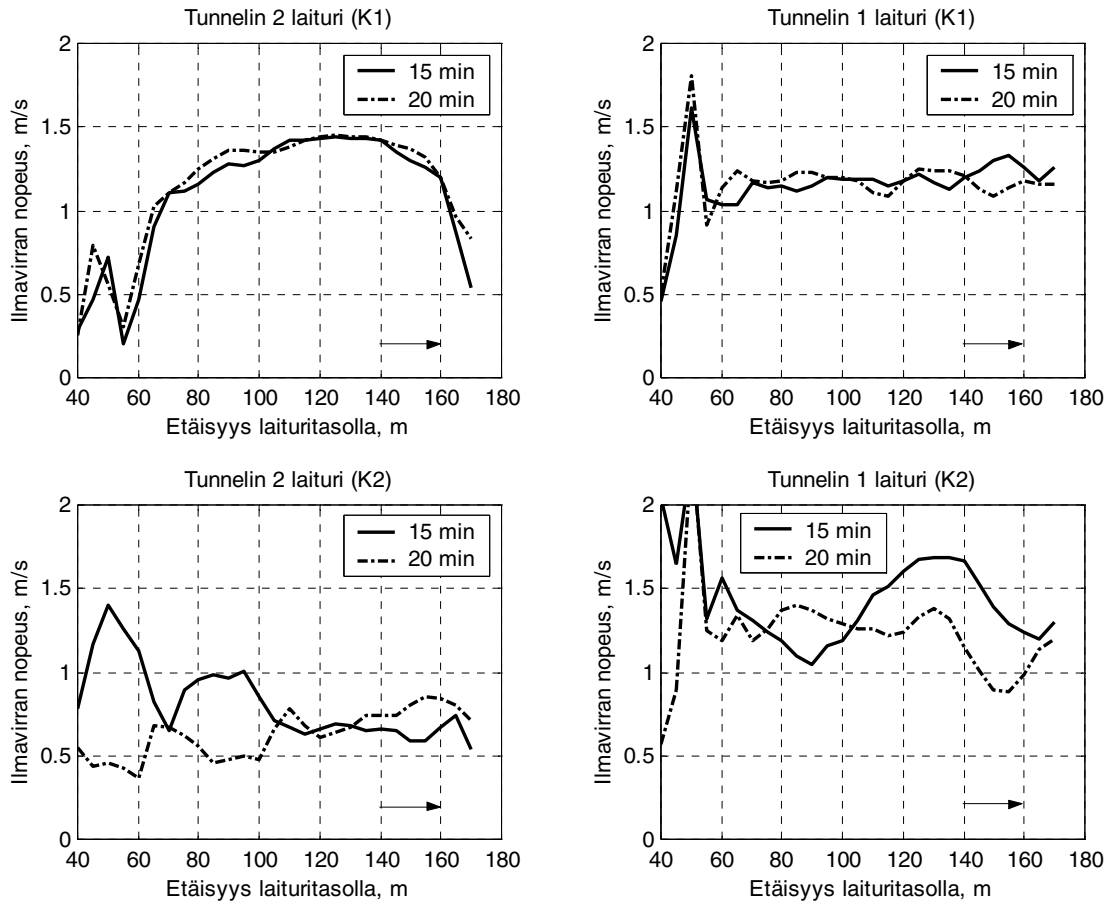 Tunnelin 2 laituri (K1)
2
1.5
1
0.5
0
Ilmavirran nopeus, m/s
15 min
20 min
40 60 80 100 120 140 160 180
Etäisyys laituritasolla, m
Tunnelin 1 laituri (K1)
2
1.5
1
0.5
0
Ilmavirran nopeus, m/s
15 min
20 min
40 60 80 100 120 140 160 180
Etäisyys laituritasolla, m
Tunnelin 2 laituri (K2)
2
1.5
1
0.5
0
Ilmavirran nopeus, m/s
15 min
20 min
40 60 80 100 120 140 160 180
Etäisyys laituritasolla, m
Tunnelin 1 laituri (K2)
2
1.5
1
0.5
0
Ilmavirran nopeus, m/s
15 min
20 min
40 60 80 100 120 140 160 180
Etäisyys laituritasolla, m